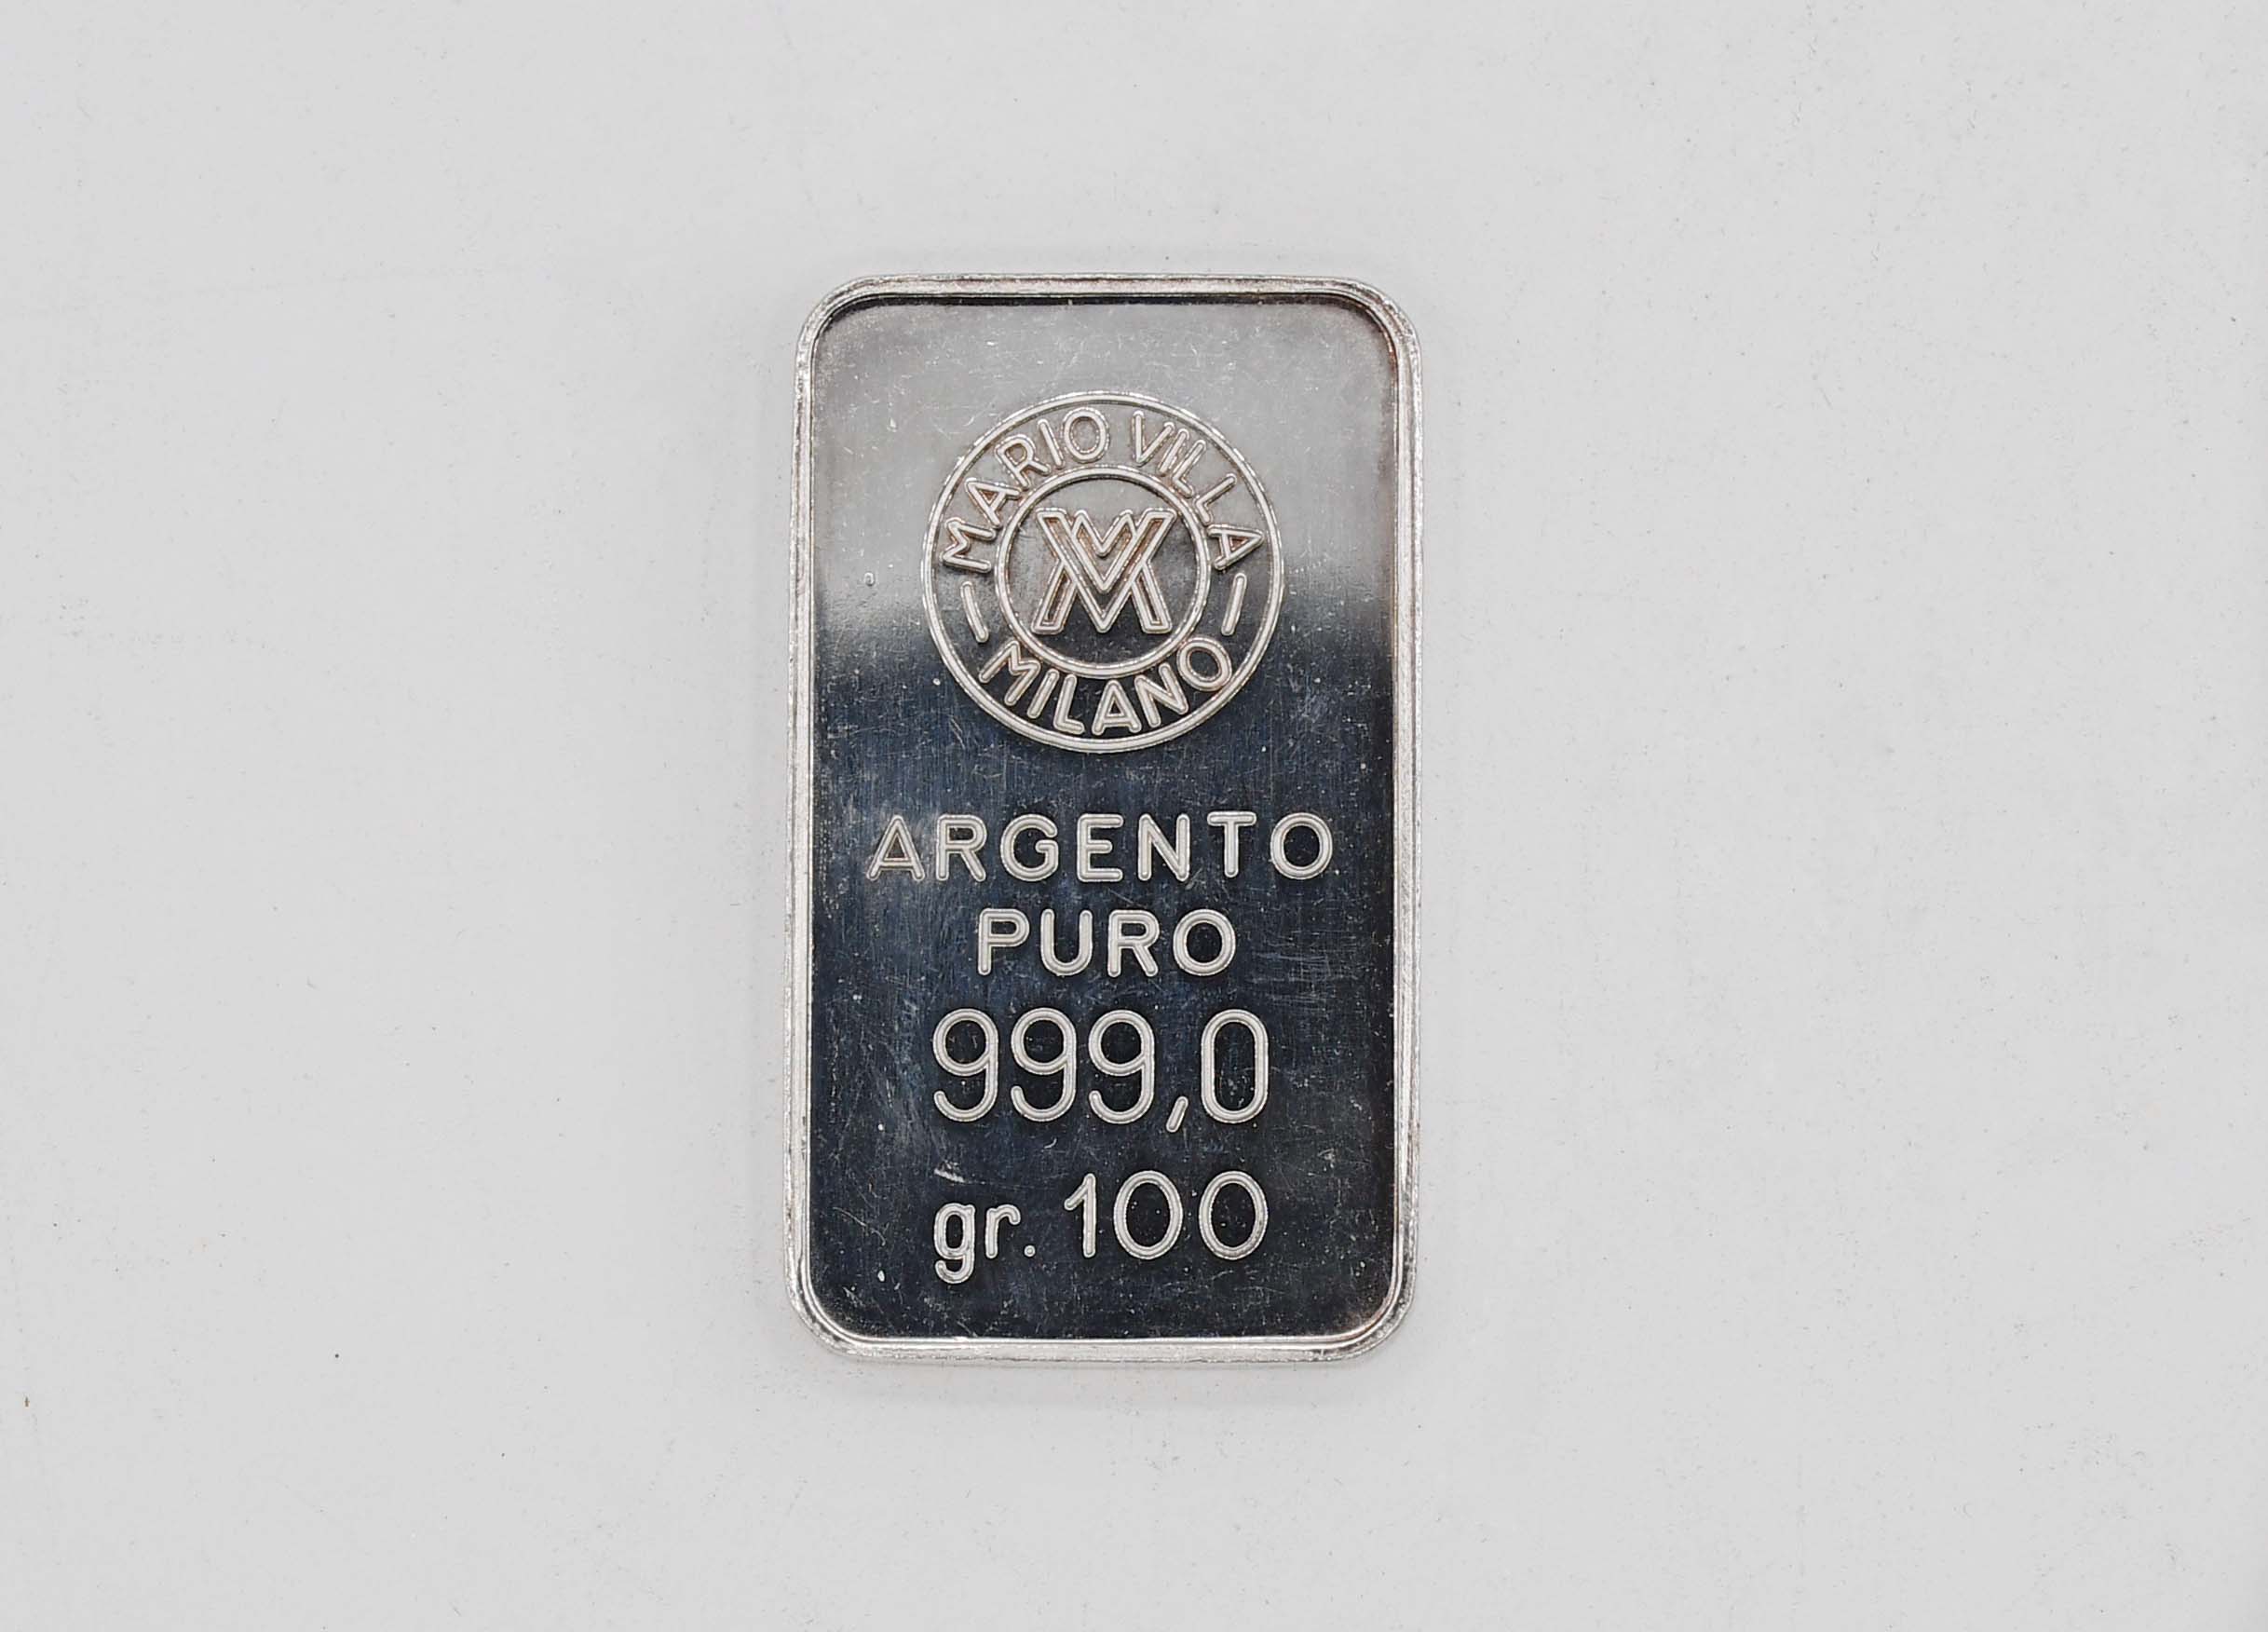 MARIO VILLA
MV
— MILANO —
ARGENTO
PURO
999,0
gr. 100